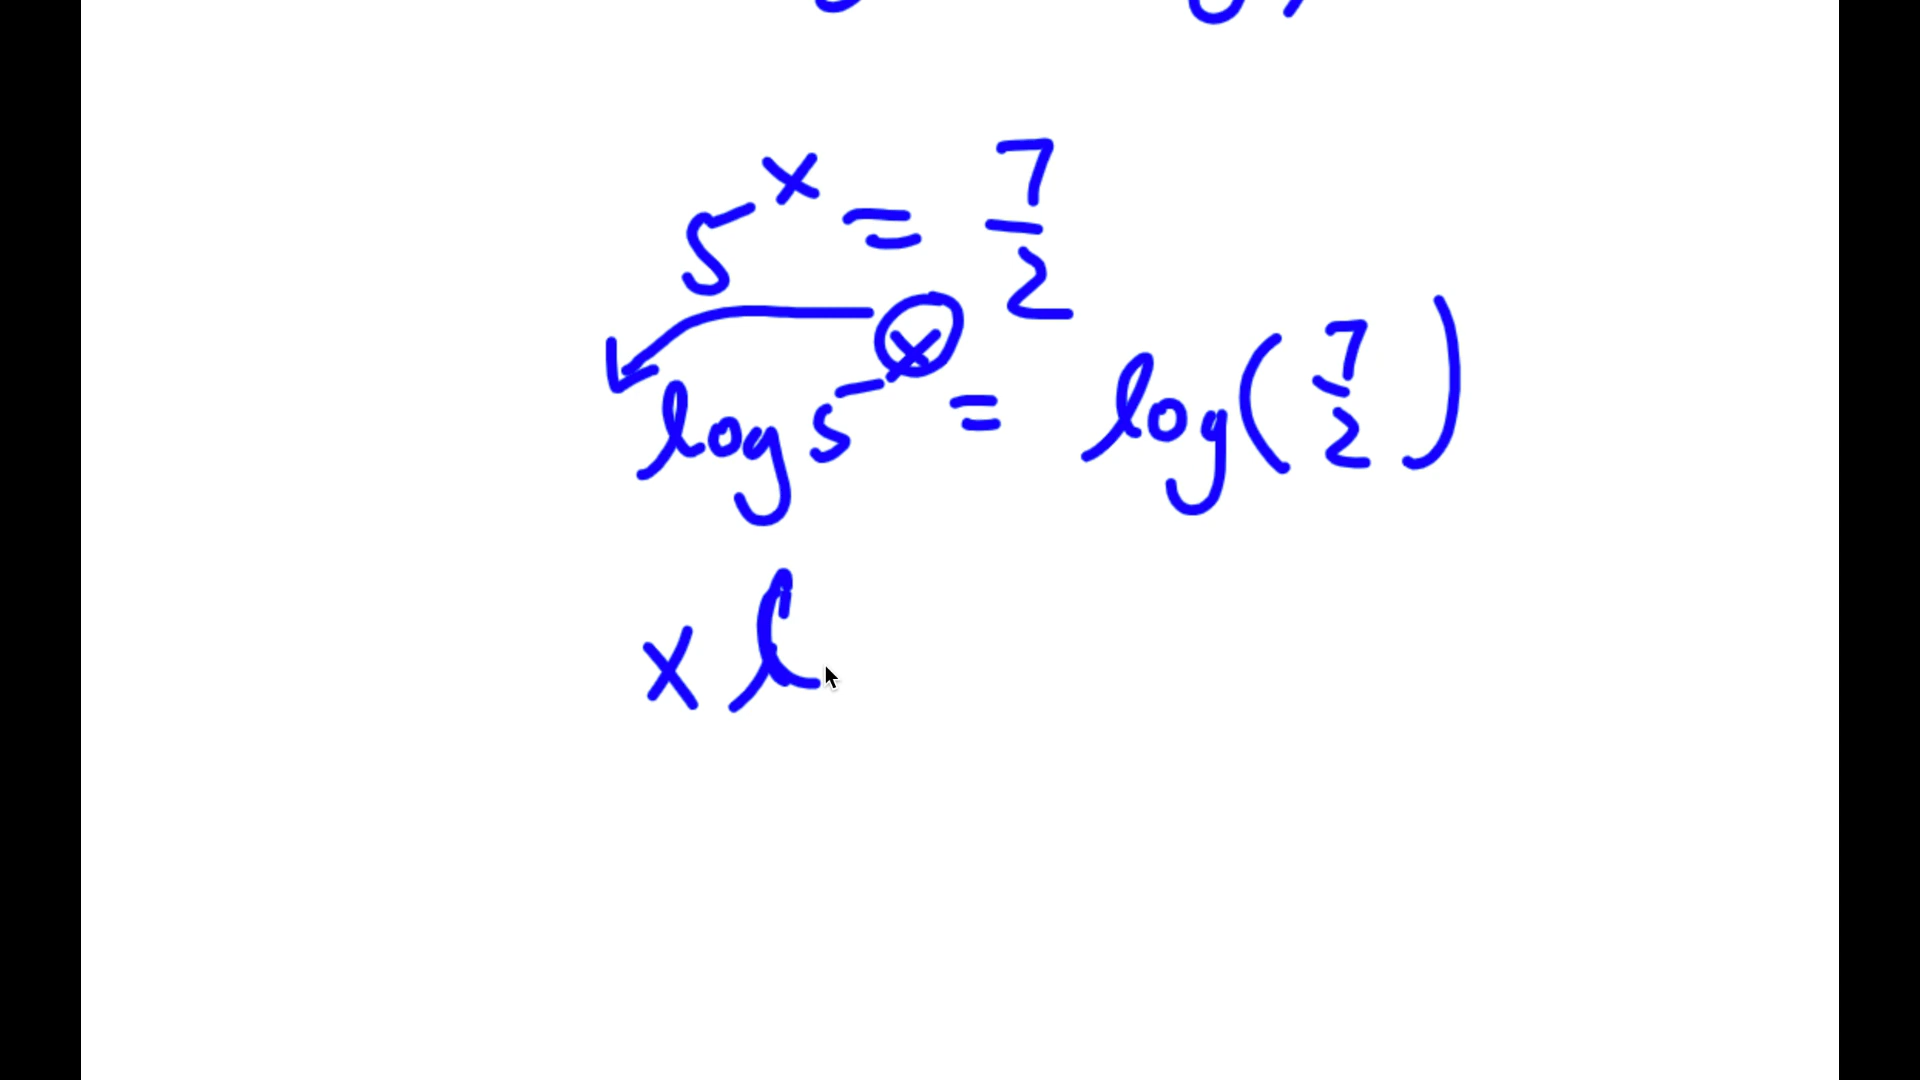 5^x = 7/2
log 5^x = log(7/2)
x l